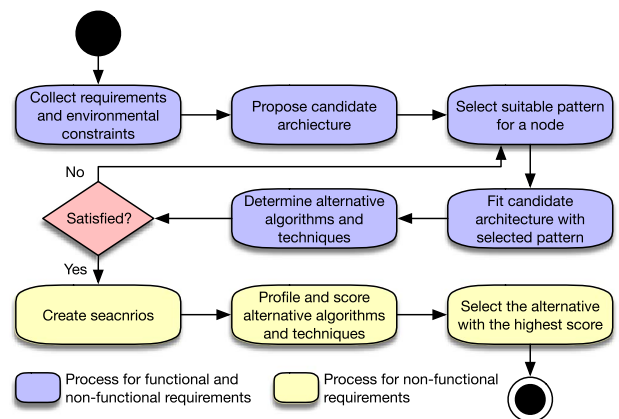 Collect requirements
and environmental
constraints
Propose candidate
archiecture
Select suitable pattern
for a node
No
Satisfied?
Determine alternative
algorithms and
techniques
Fit candidate
architecture with
selected pattern
Yes
Create seacnrios
Profile and score
alternative algorithms
and techniques
Select the alternative
with the highest score
Process for functional and
non-functional requirements
Process for non-functional
requirements